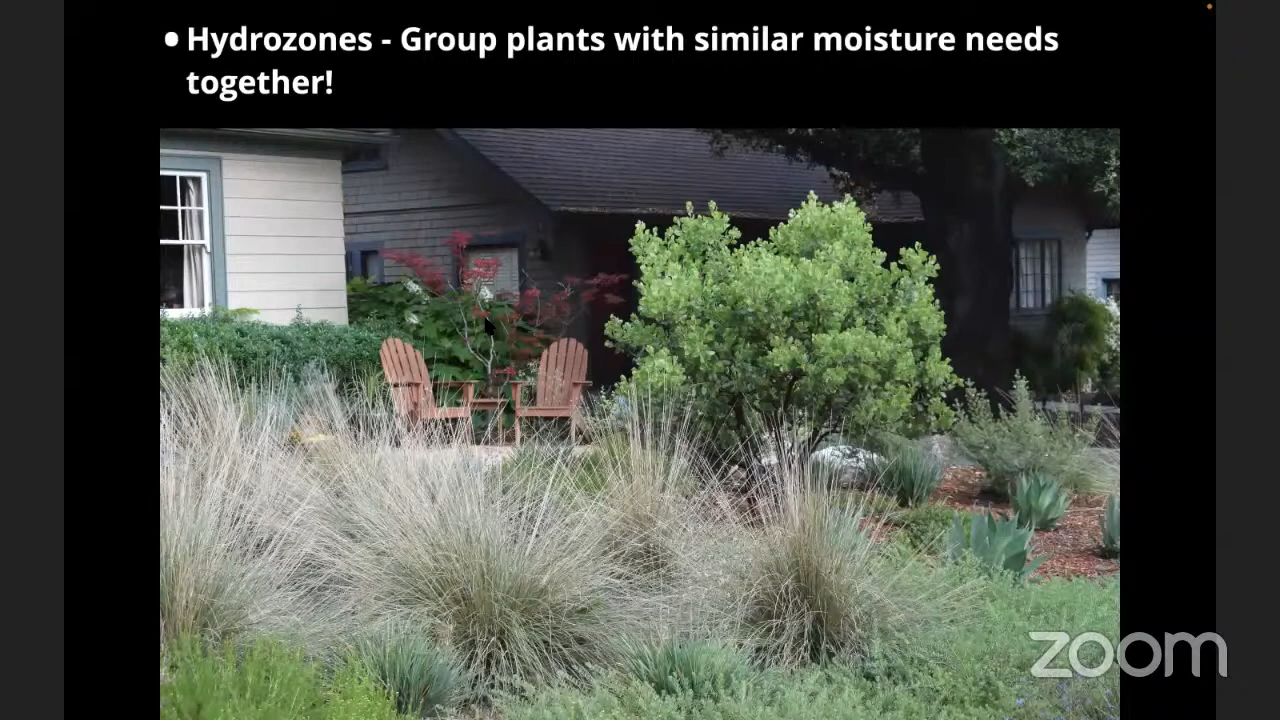 • Hydrozones - Group plants with similar moisture needs
together!
zoom